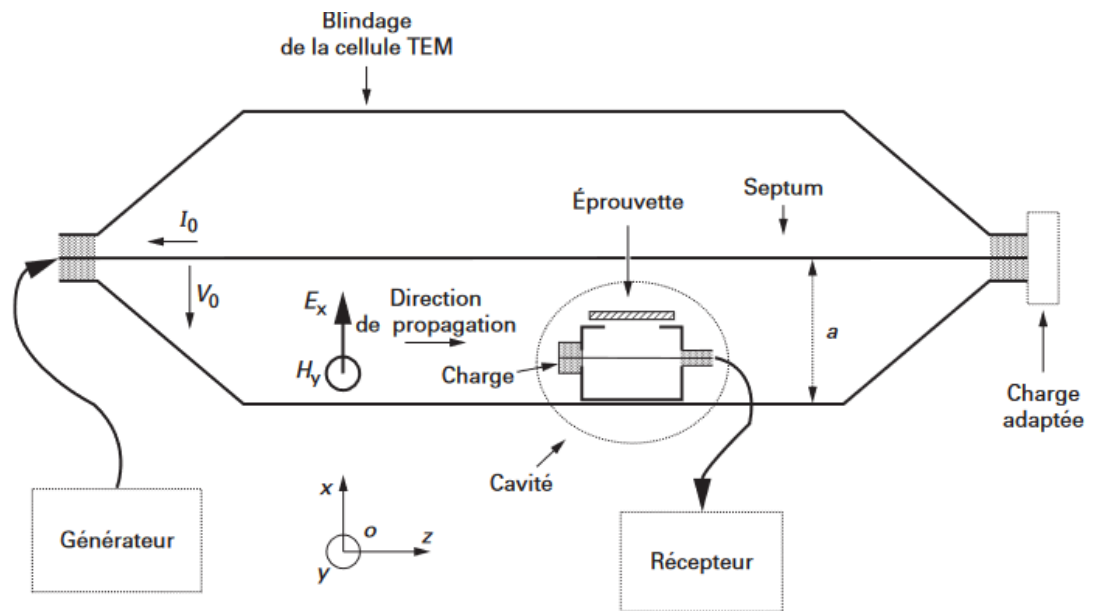 Blindage
de la cellule TEM
Septum
Éprouvette
I0
V0
Ex
Direction
de propagation
Hy
Charge
a
Charge
adaptée
Cavité
Générateur
x
o
z
y
Récepteur